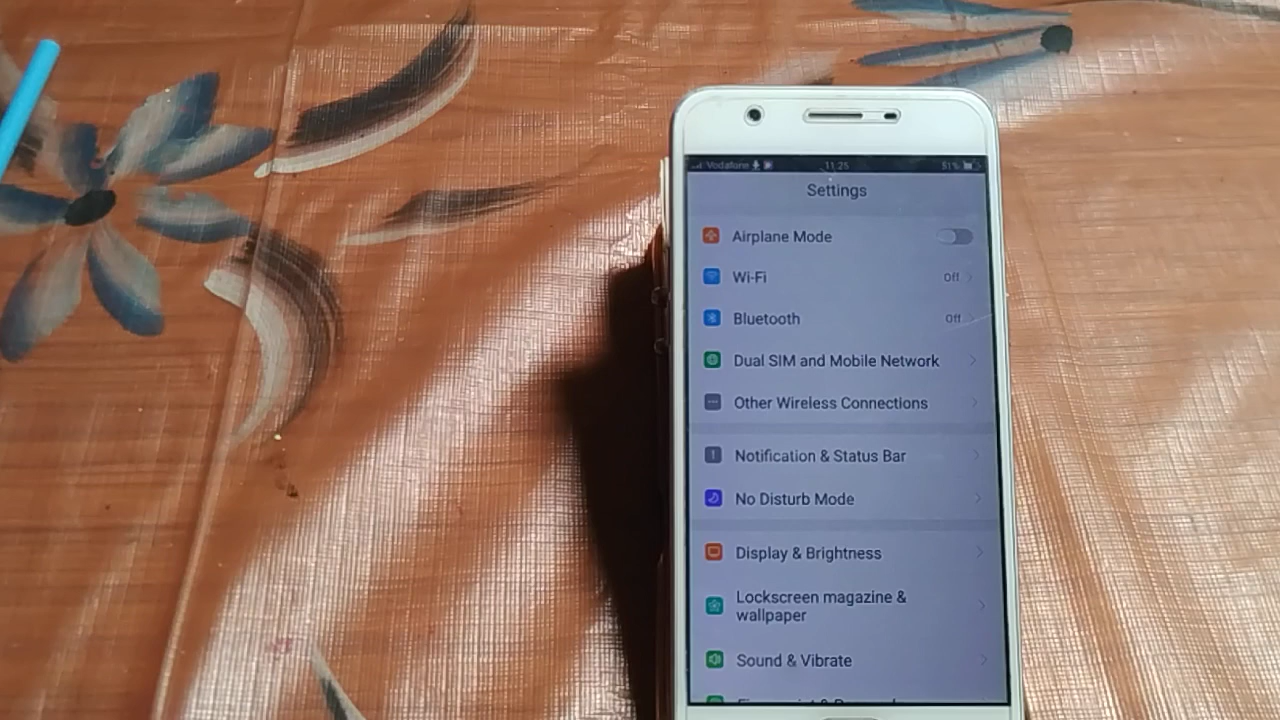 Vodafone 11:25 51%
Settings
Airplane Mode
Wi-Fi Off
Bluetooth Off
Dual SIM and Mobile Network
Other Wireless Connections
Notification & Status Bar
No Disturb Mode
Display & Brightness
Lockscreen magazine &
wallpaper
Sound & Vibrate